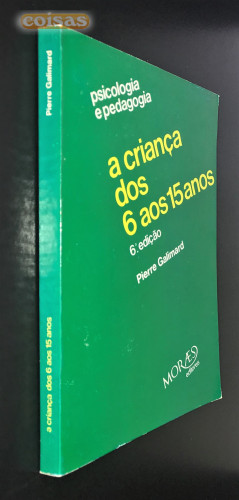 coisas
psicologia
e pedagogia
a criança
dos
6 aos 15 anos
6.ª edição
Pierre Galimard
MORÆS
editores
Pierre Galimard
a criança dos 6 aos 15 anos